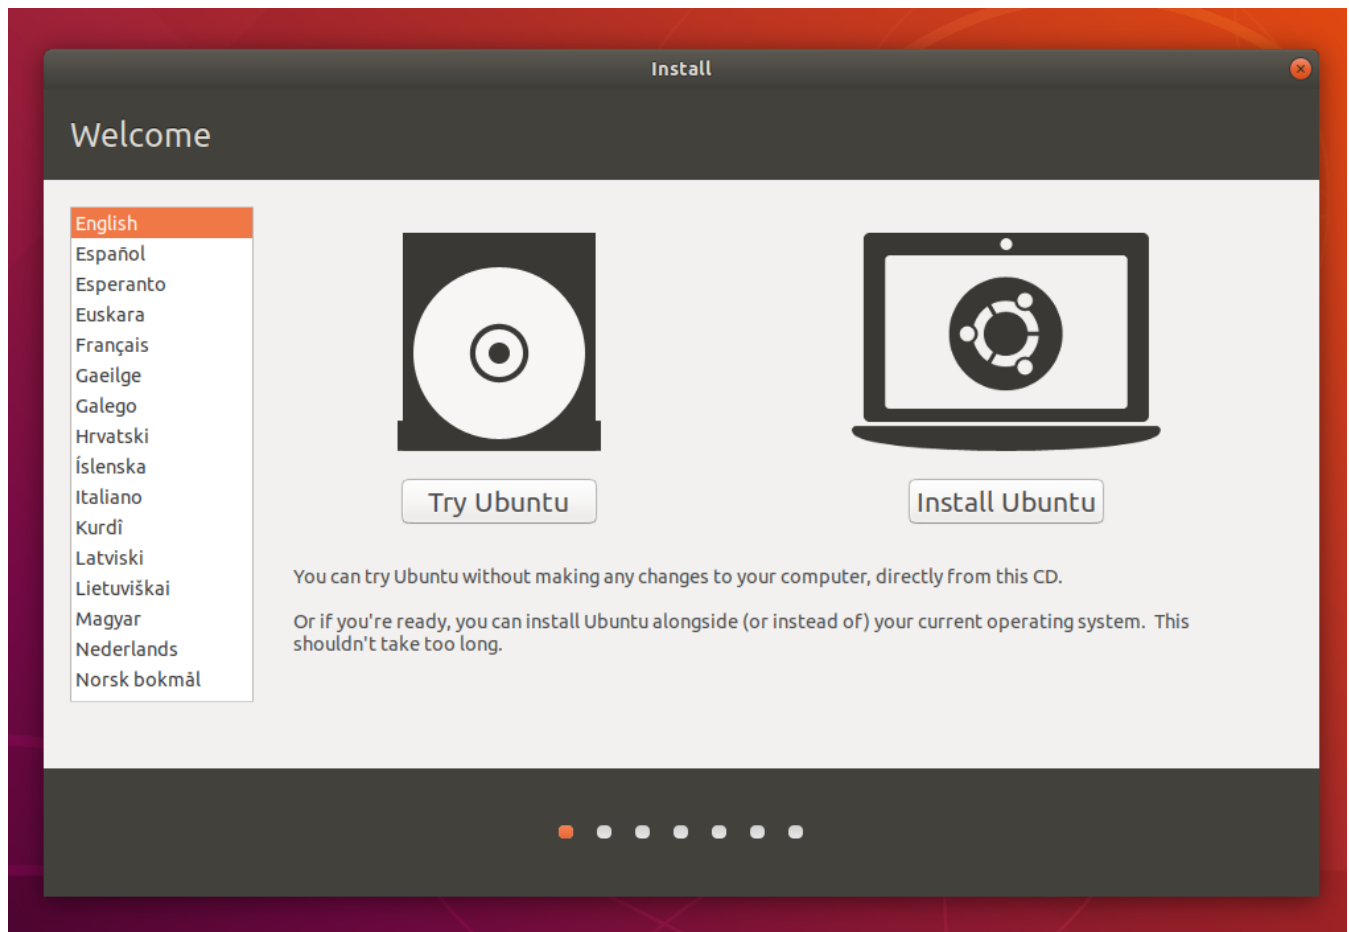 Install
Welcome
English
Español
Esperanto
Euskara
Français
Gaeilge
Galego
Hrvatski
Íslenska
Italiano
Kurdî
Latviski
Lietuviškai
Magyar
Nederlands
Norsk bokmål
Try Ubuntu
Install Ubuntu
You can try Ubuntu without making any changes to your computer, directly from this CD.
Or if you're ready, you can install Ubuntu alongside (or instead of) your current operating system.  This
shouldn't take too long.